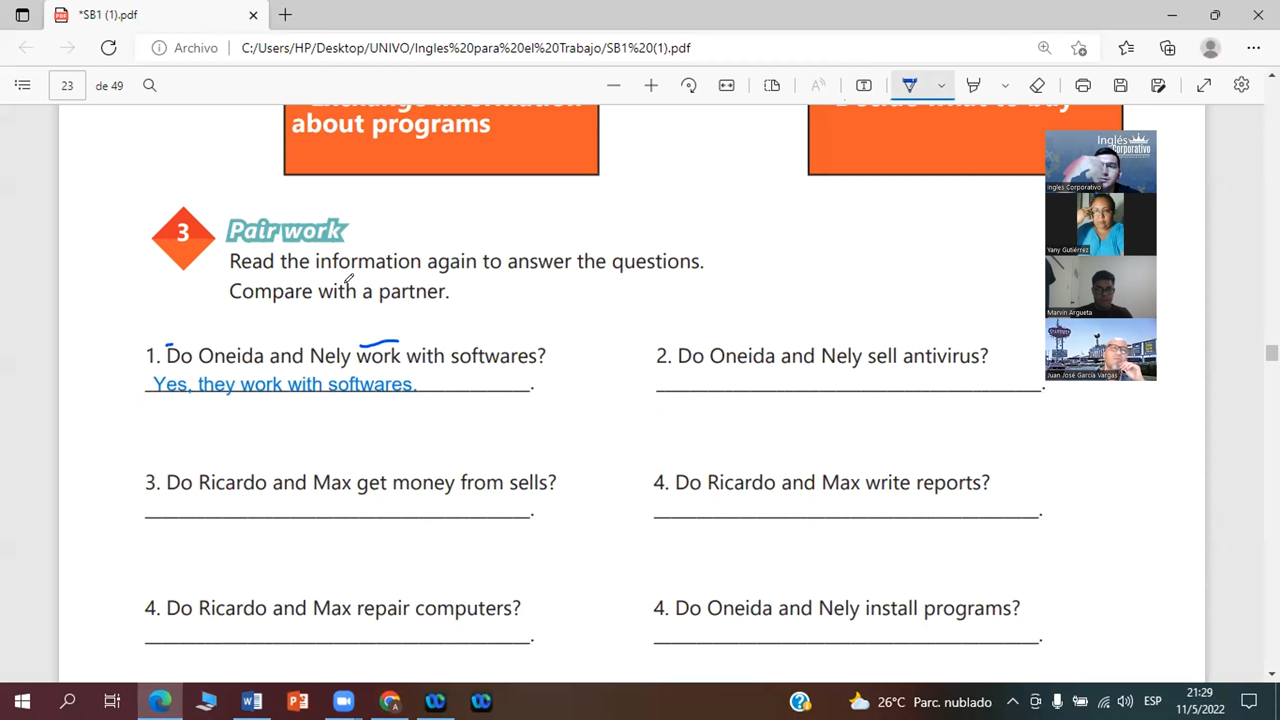 *SB1 (1).pdf
Archivo C:/Users/HP/Desktop/UNIVO/Ingles%20para%20el%20Trabajo/SB1%20(1).pdf
23 de 49
about programs
Inglés
Corporativo
Ingles Corporativo
Yany Gutiérrez
Marvin Argueta
Juan José García Vargas
3 Pair work
Read the information again to answer the questions.
Compare with a partner.
1. Do Oneida and Nely work with softwares?
Yes, they work with softwares.
2. Do Oneida and Nely sell antivirus?
3. Do Ricardo and Max get money from sells?
4. Do Ricardo and Max write reports?
4. Do Ricardo and Max repair computers?
4. Do Oneida and Nely install programs?
26°C Parc. nublado ESP 21:29
11/5/2022